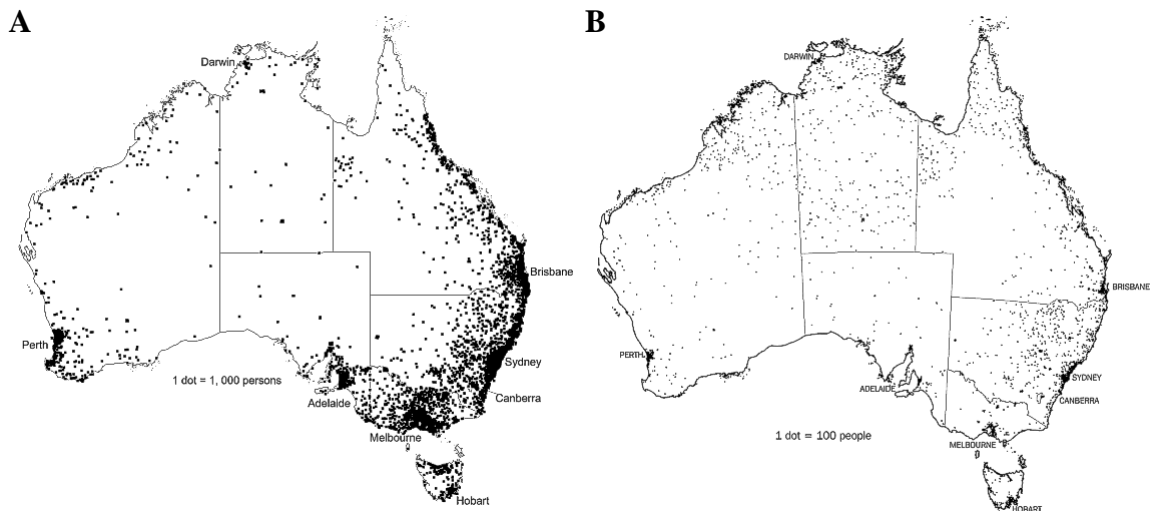 A
Darwin
Brisbane
Perth
Sydney
1 dot = 1, 000 persons
Canberra
Adelaide
Melbourne
Hobart
B
DARWIN
BRISBANE
PERTH
SYDNEY
ADELAIDE
CANBERRA
1 dot = 100 people
MELBOURNE
HOBART